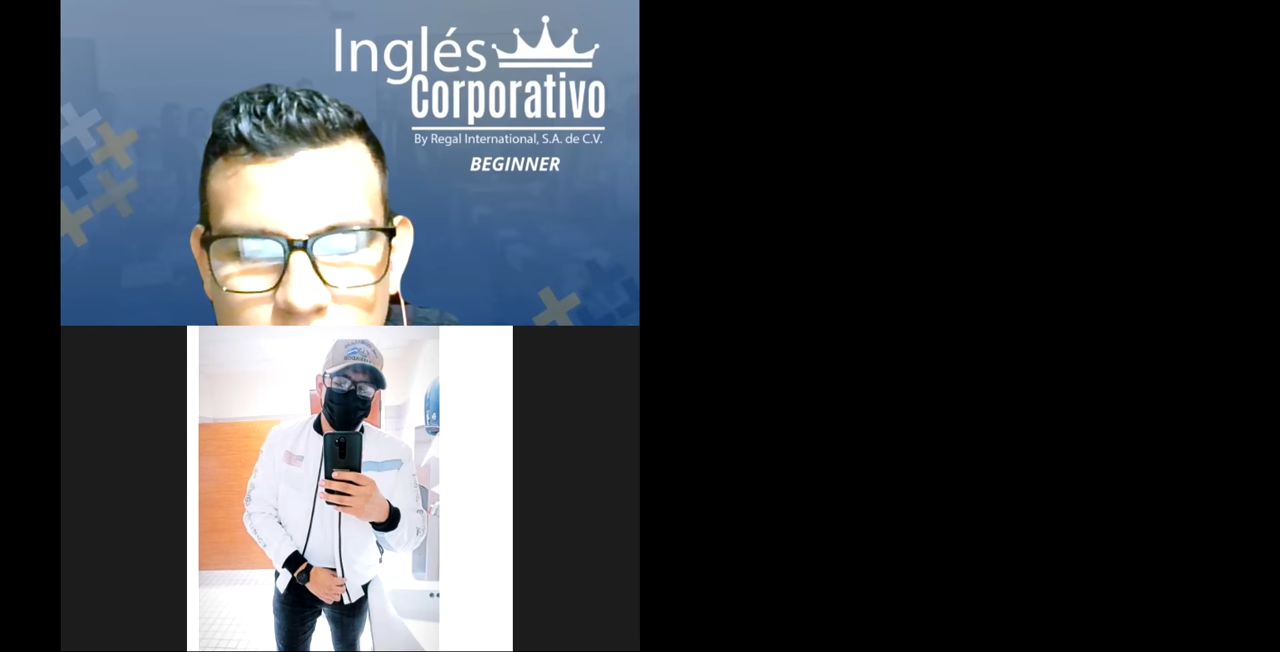 Inglés
Corporativo
By Regal International, S.A. de C.V.
BEGINNER